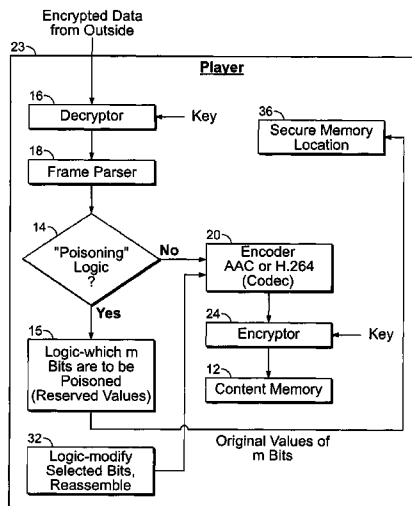 Encrypted Data
from Outside
23
Player
16
Decryptor
Key
36
Secure Memory
Location
18
Frame Parser
14
"Poisoning"
Logic
?
No
Yes
20
Encoder
AAC or H.264
(Codec)
24
Encryptor
Key
12
Content Memory
15
Logic-which m
Bits are to be
Poisoned
(Reserved Values)
Original Values of
m Bits
32
Logic-modify
Selected Bits,
Reassemble